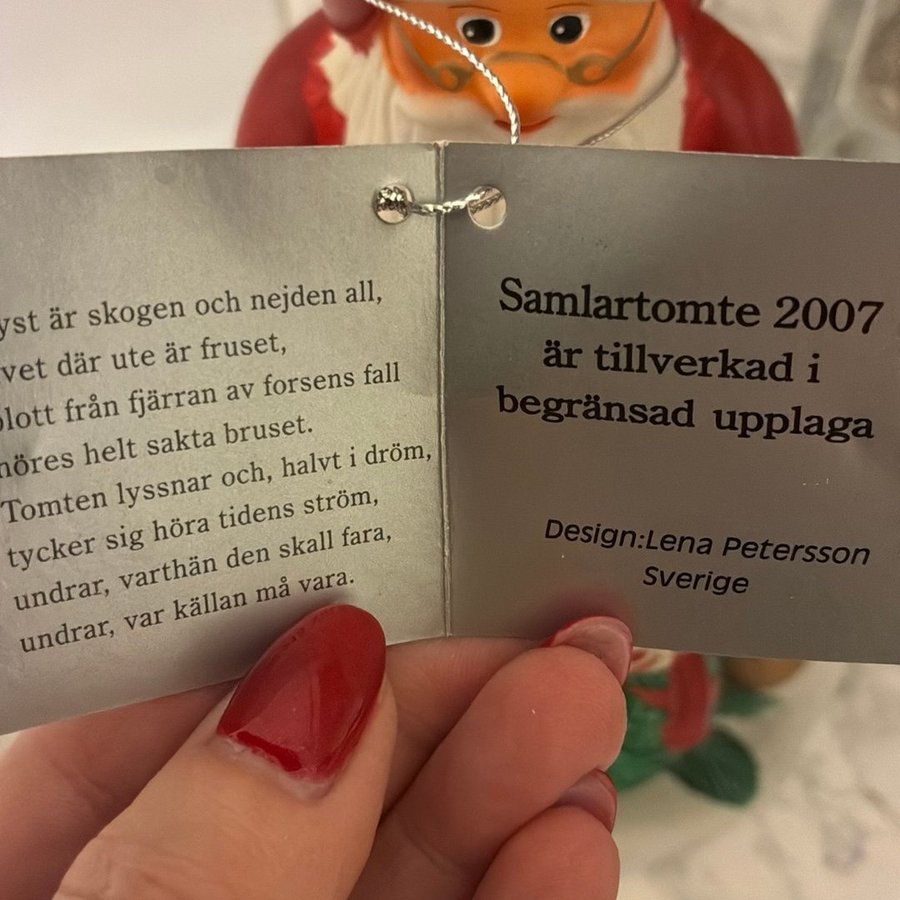 yst är skogen och nejden all,
vet där ute är fruset,
blott från fjärran av forsens fall
höres helt sakta bruset.
Tomten lyssnar och, halvt i dröm,
tycker sig höra tidens ström,
undrar, varthän den skall fara,
undrar, var källan må vara.
Samlartomte 2007
är tillverkad i
begränsad upplaga
Design:Lena Petersson
Sverige